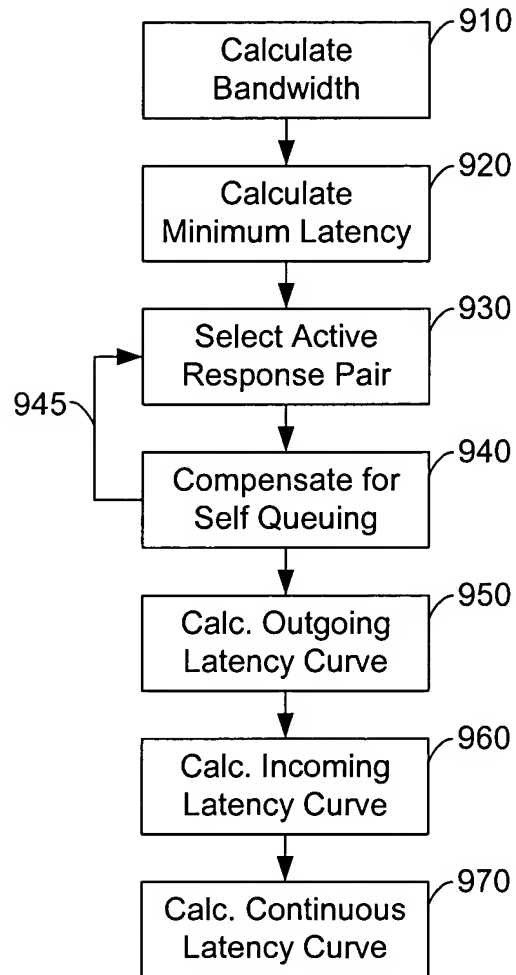 910
Calculate
Bandwidth
920
Calculate
Minimum Latency
930
Select Active
Response Pair
945
940
Compensate for
Self Queuing
950
Calc. Outgoing
Latency Curve
960
Calc. Incoming
Latency Curve
970
Calc. Continuous
Latency Curve